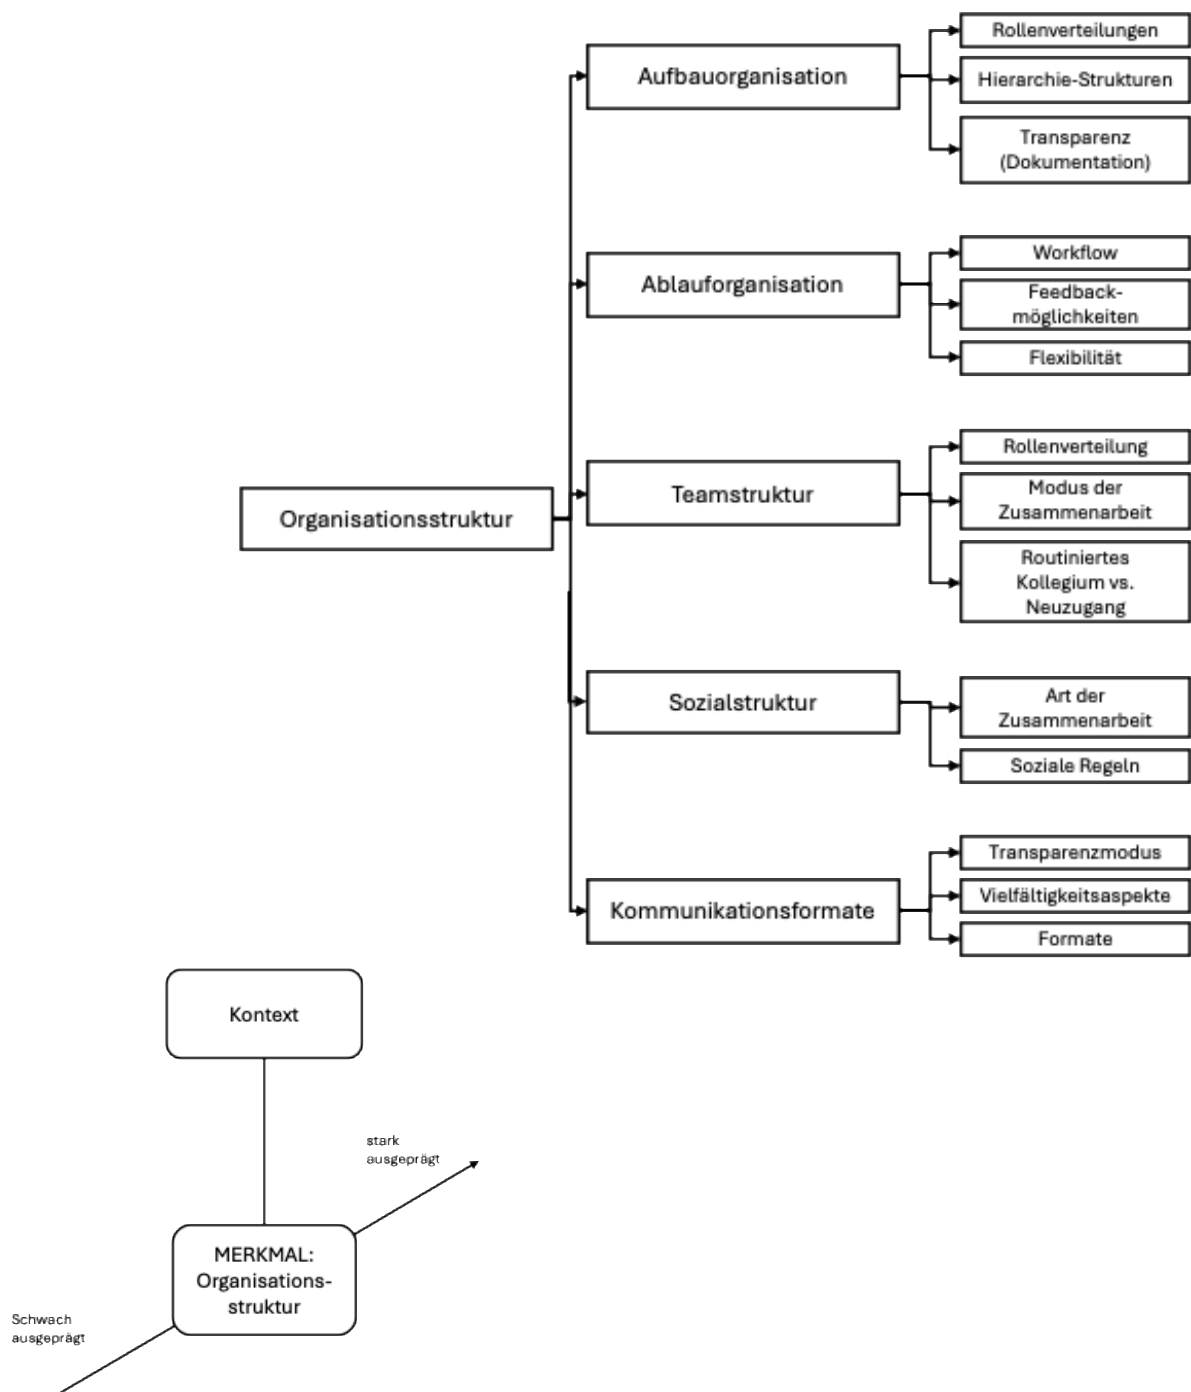 Rollenverteilungen
Aufbauorganisation
Hierarchie-Strukturen
Transparenz
(Dokumentation)
Workflow
Ablauforganisation
Feedback-
möglichkeiten
Flexibilität
Rollenverteilung
Teamstruktur
Modus der
Zusammenarbeit
Organisationsstruktur
Routiniertes
Kollegium vs.
Neuzugang
Sozialstruktur
Art der
Zusammenarbeit
Soziale Regeln
Transparenzmodus
Kommunikationsformate
Vielfältigkeitsaspekte
Formate
Kontext
stark
ausgeprägt
MERKMAL:
Organisations-
struktur
Schwach
ausgeprägt